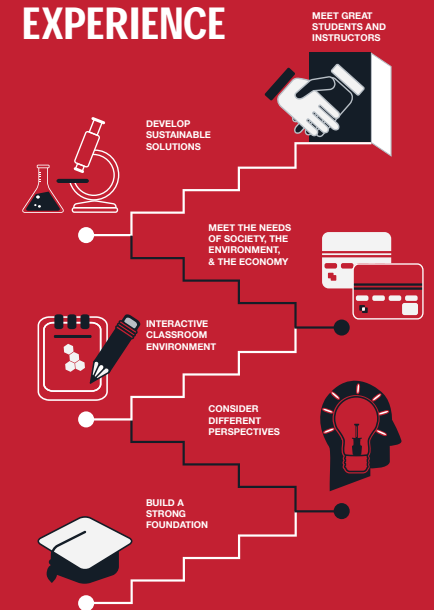 EXPERIENCE
MEET GREAT
STUDENTS AND
INSTRUCTORS
DEVELOP
SUSTAINABLE
SOLUTIONS
MEET THE NEEDS
OF SOCIETY, THE
ENVIRONMENT,
& THE ECONOMY
INTERACTIVE
CLASSROOM
ENVIRONMENT
CONSIDER
DIFFERENT
PERSPECTIVES
BUILD A
STRONG
FOUNDATION